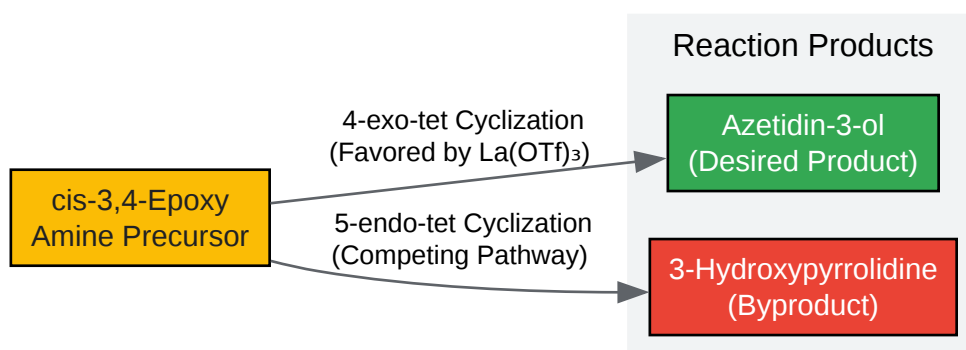 Reaction Products
4-exo-tet Cyclization
(Favored by La(OTf)₃)
Azetidin-3-ol
(Desired Product)
cis-3,4-Epoxy
Amine Precursor
5-endo-tet Cyclization
(Competing Pathway)
3-Hydroxypyrrolidine
(Byproduct)